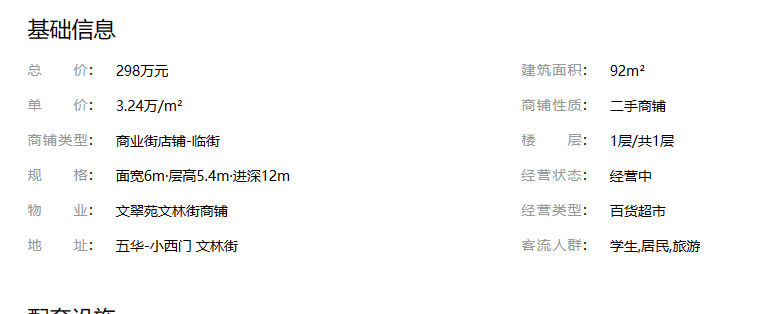 基础信息
总 价： 298万元 建筑面积： 92m²
单 价： 3.24万/m² 商铺性质： 二手商铺
商铺类型： 商业街店铺-临街 楼 层： 1层/共1层
规 格： 面宽6m·层高5.4m·进深12m 经营状态： 经营中
物 业： 文翠苑文林街商铺 经营类型： 百货超市
地 址： 五华-小西门 文林街 客流人群： 学生,居民,旅游